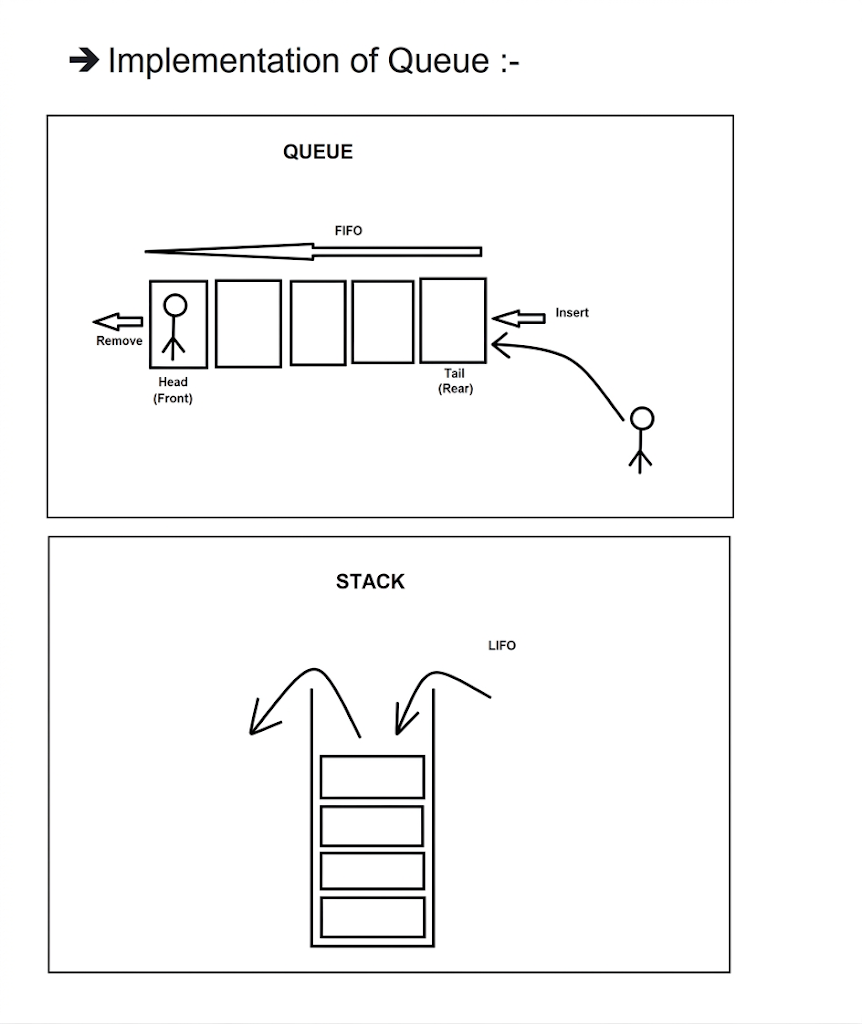 ➔ Implementation of Queue :-
QUEUE
FIFO
Insert
Remove
Head
(Front)
Tail
(Rear)
STACK
LIFO